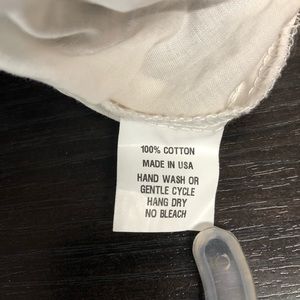 100% COTTON
MADE IN USA
HAND WASH OR
GENTLE CYCLE
HANG DRY
NO BLEACH